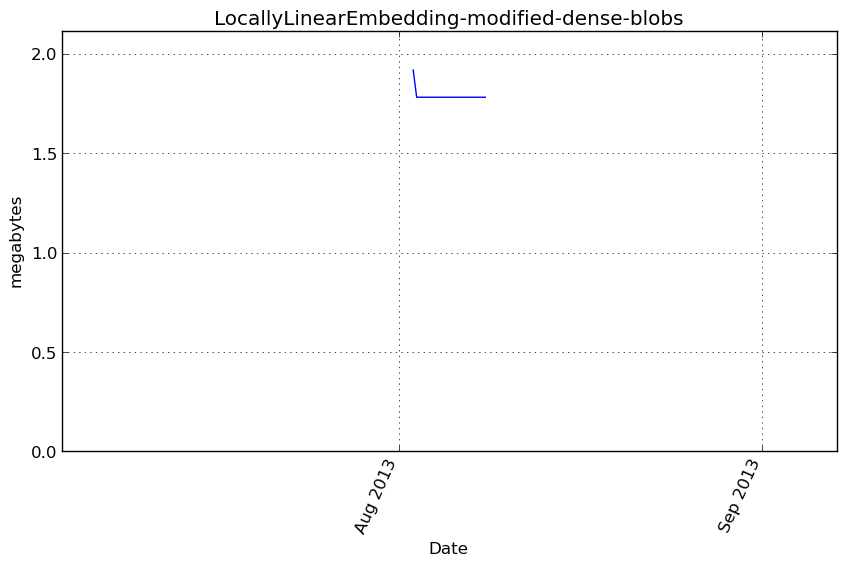 LocallyLinearEmbedding-modified-dense-blobs
megabytes
2.0
1.5
1.0
0.5
0.0
Aug 2013
Sep 2013
Date